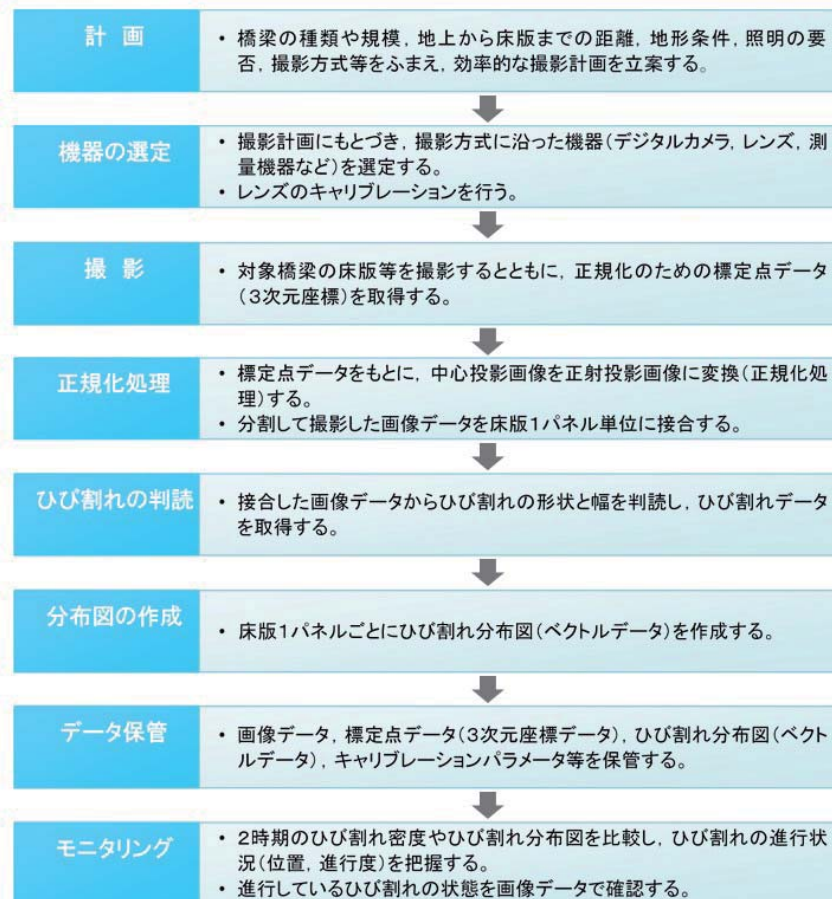 計 画
・ 橋梁の種類や規模，地上から床版までの距離，地形条件，照明の要
否，撮影方式等をふまえ，効率的な撮影計画を立案する。
機器の選定
・ 撮影計画にもとづき，撮影方式に沿った機器（デジタルカメラ，レンズ，測
量機器など）を選定する。
・ レンズのキャリブレーションを行う。
撮 影
・ 対象橋梁の床版等を撮影するとともに，正規化のための標定点データ
（３次元座標）を取得する。
正規化処理
・ 標定点データをもとに，中心投影画像を正射投影画像に変換（正規化処
理）する。
・ 分割して撮影した画像データを床版１パネル単位に接合する。
ひび割れの判読
・ 接合した画像データからひび割れの形状と幅を判読し，ひび割れデータ
を取得する。
分布図の作成
・ 床版１パネルごとにひび割れ分布図（ベクトルデータ）を作成する。
データ保管
・ 画像データ，標定点データ（３次元座標データ），ひび割れ分布図（ベクト
ルデータ），キャリブレーションパラメータ等を保管する。
モニタリング
・ ２時期のひび割れ密度やひび割れ分布図を比較し，ひび割れの進行状
況（位置，進行度）を把握する。
・ 進行しているひび割れの状態を画像データで確認する。